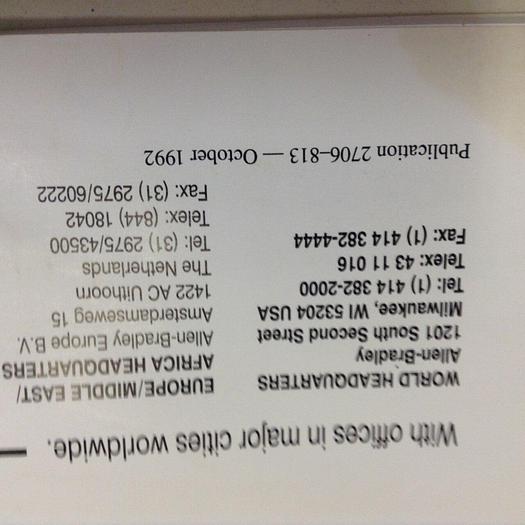 With offices in major cities worldwide.
WORLD HEADQUARTERS
Allen-Bradley
1201 South Second Street
Milwaukee, WI 53204 USA
Tel: (1) 414 382-2000
Telex: 43 11 016
Fax: (1) 414 382-4444
EUROPE/MIDDLE EAST/
AFRICA HEADQUARTERS
Allen-Bradley Europe B.V.
Amsterdamseweg 15
1422 AC Uithoorn
The Netherlands
Tel: (31) 2975/43500
Telex: (844) 18042
Fax: (31) 2975/60222
Publication 2706–813 — October 1992